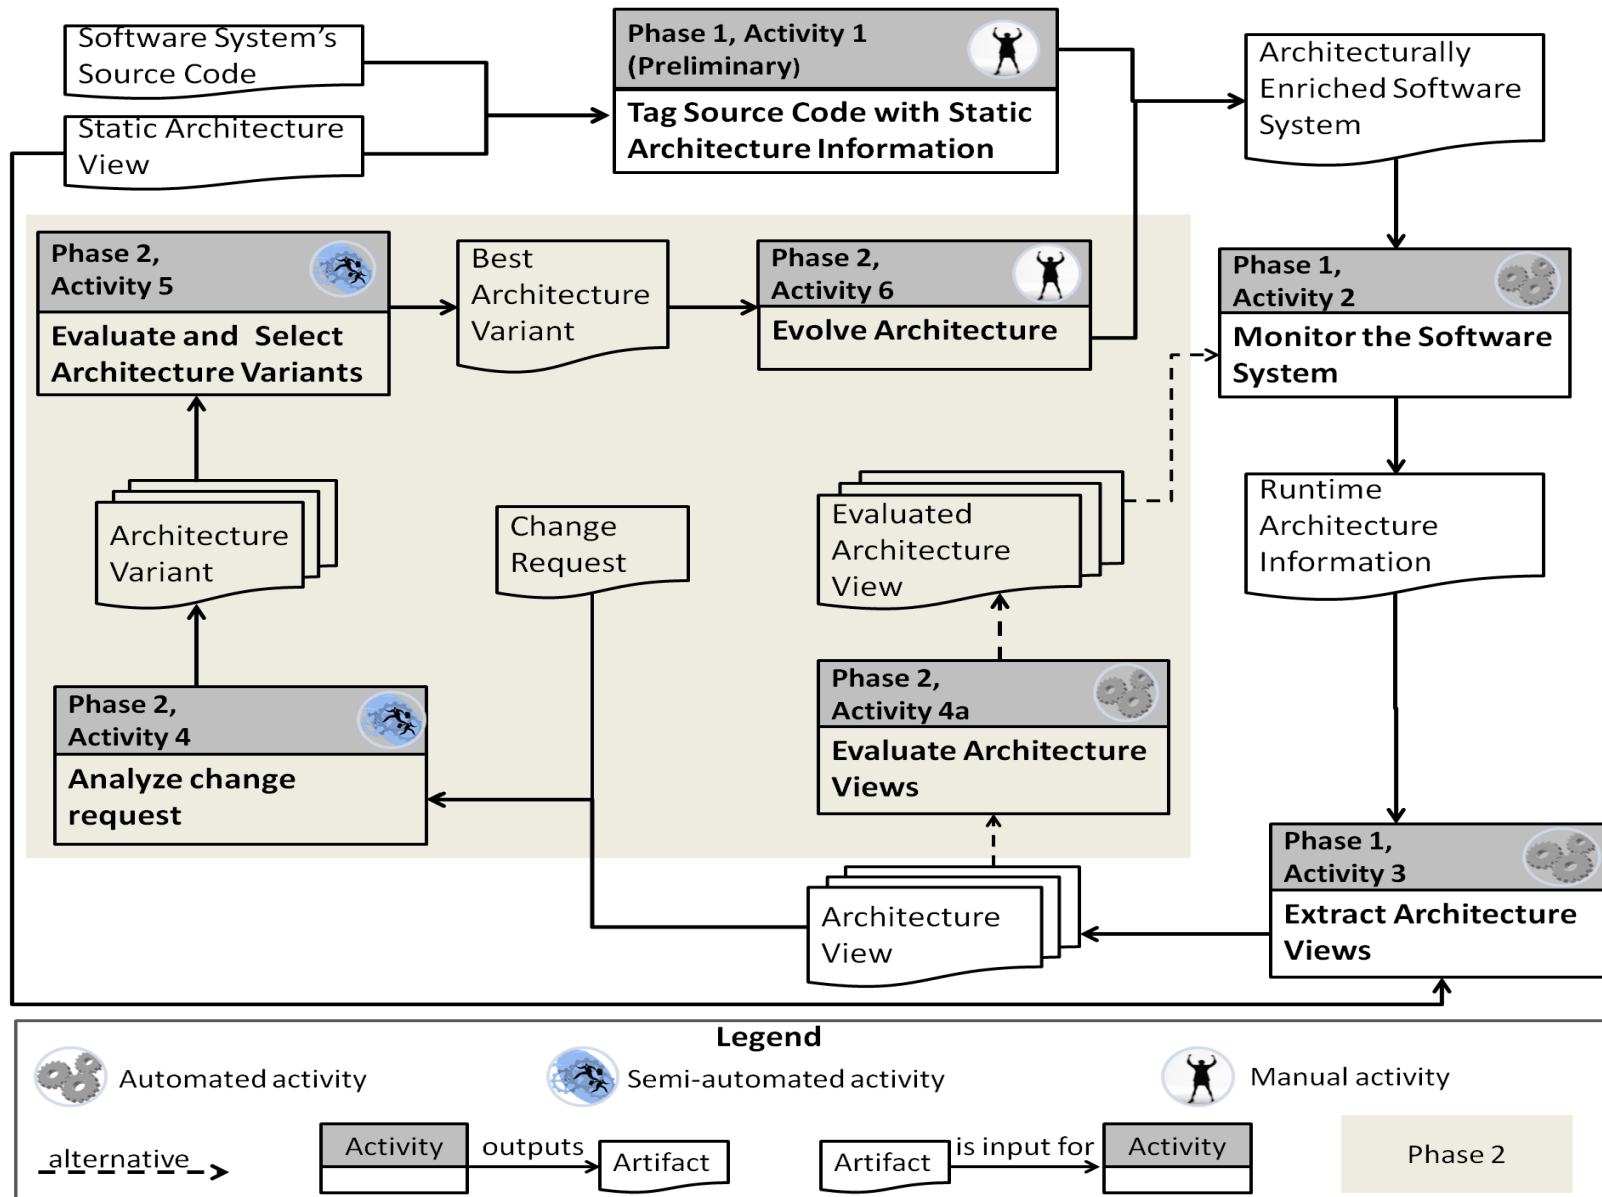 Software System's
Source Code
Static Architecture
View
Phase 1, Activity 1
(Preliminary)
Tag Source Code with Static
Architecture Information
Architecturally
Enriched Software
System
Phase 2,
Activity 5
Evaluate and Select
Architecture Variants
Best
Architecture
Variant
Phase 2,
Activity 6
Evolve Architecture
Phase 1,
Activity 2
Monitor the Software
System
Architecture
Variant
Change
Request
Evaluated
Architecture
View
Runtime
Architecture
Information
Phase 2,
Activity 4
Analyze change
request
Phase 2,
Activity 4a
Evaluate Architecture
Views
Architecture
View
Phase 1,
Activity 3
Extract Architecture
Views
Legend
Automated activity
Semi-automated activity
Manual activity
alternative
Activity
outputs
Artifact
Artifact
is input for
Activity
Phase 2